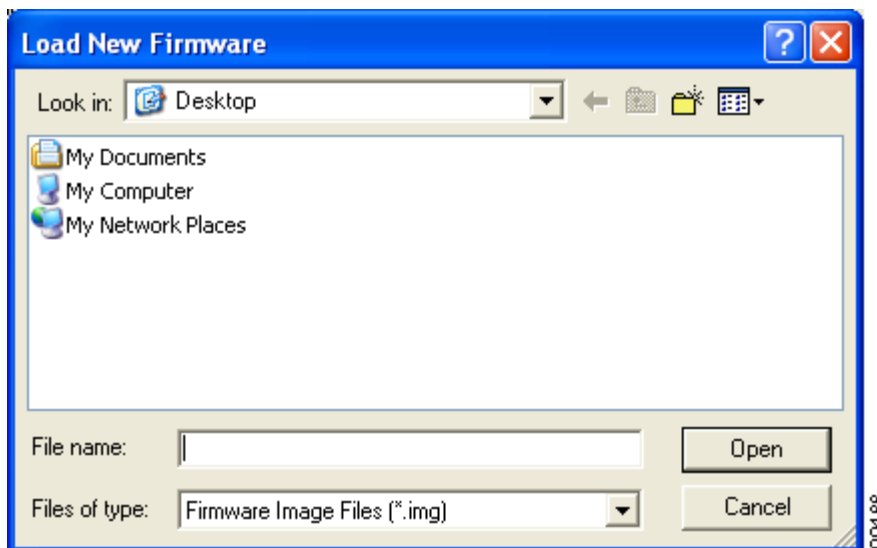 Load New Firmware
Look in: Desktop
My Documents
My Computer
My Network Places
File name:
Open
Files of type: Firmware Image Files (*.img)
Cancel